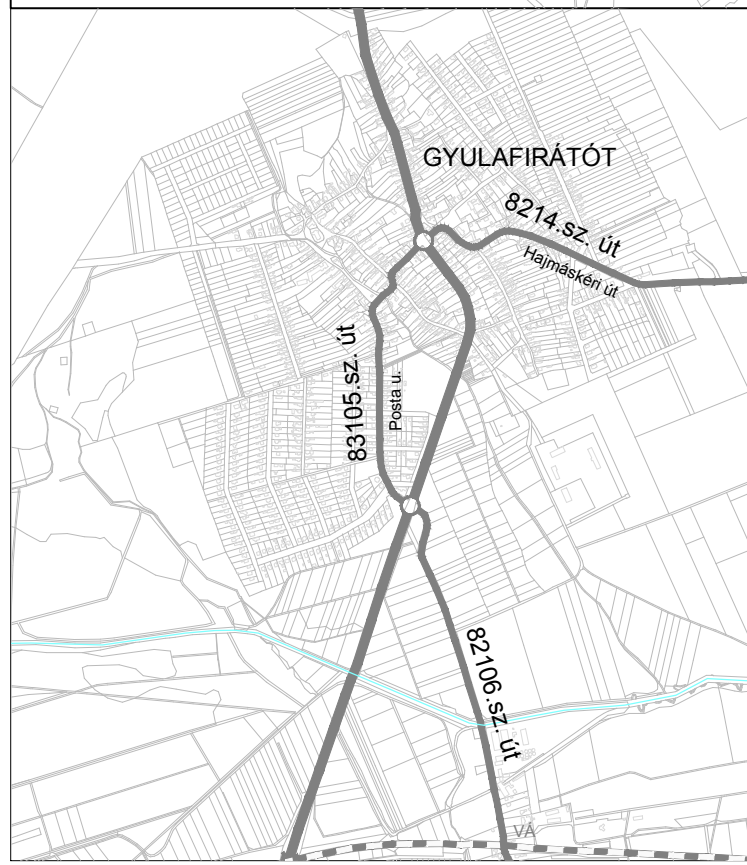 GYULAFIRÁTÓT
8214.sz. út
Hajmáskéri út
83105.sz. út
Posta u.
82106.sz. út
VÁ